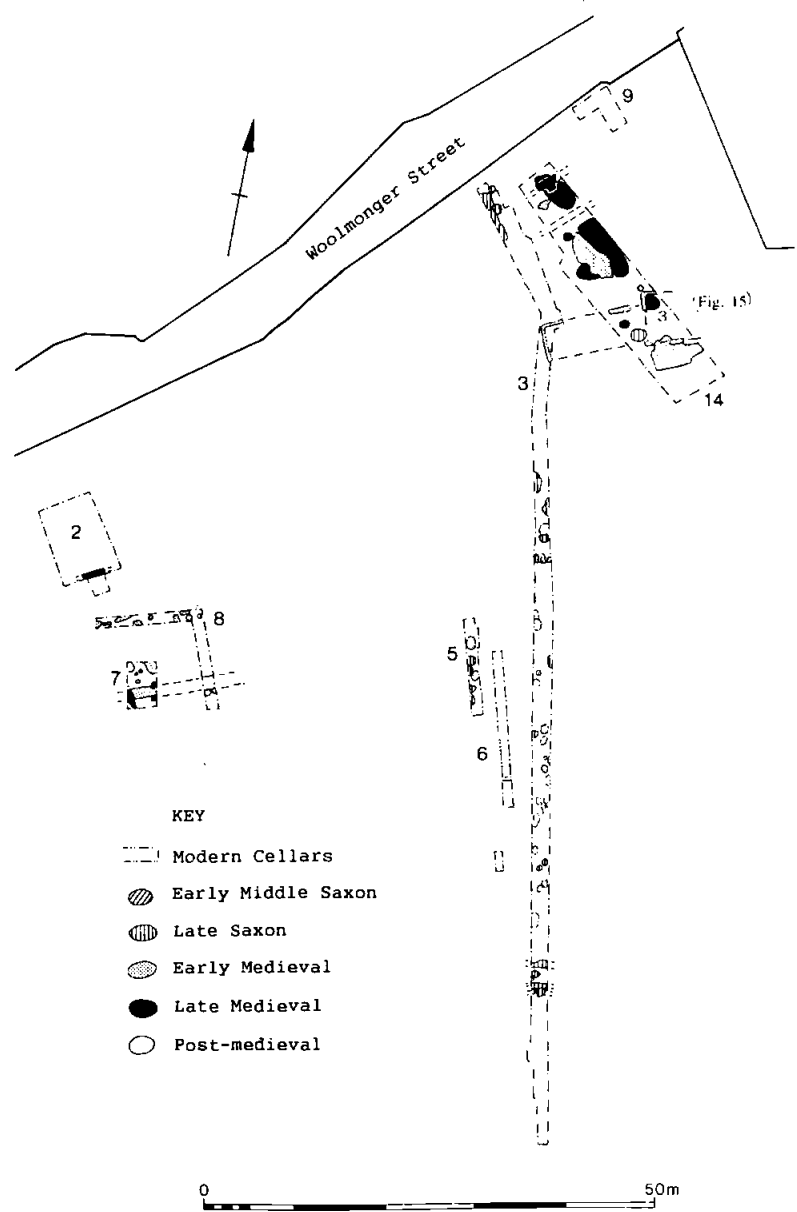 9
Woolmonger Street
3
(Fig. 15)
3
14
2
8
5
7
6
KEY
Modern Cellars
Early Middle Saxon
Late Saxon
Early Medieval
Late Medieval
Post-medieval
0
50m